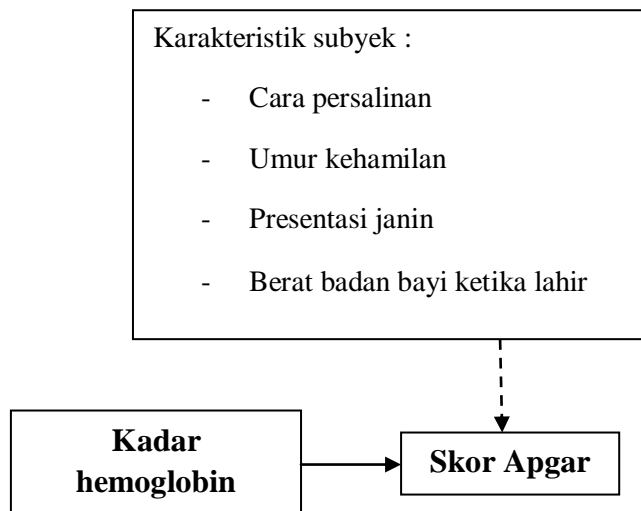 Karakteristik subyek :
- Cara persalinan
- Umur kehamilan
- Presentasi janin
- Berat badan bayi ketika lahir
Kadar
hemoglobin
Skor Apgar